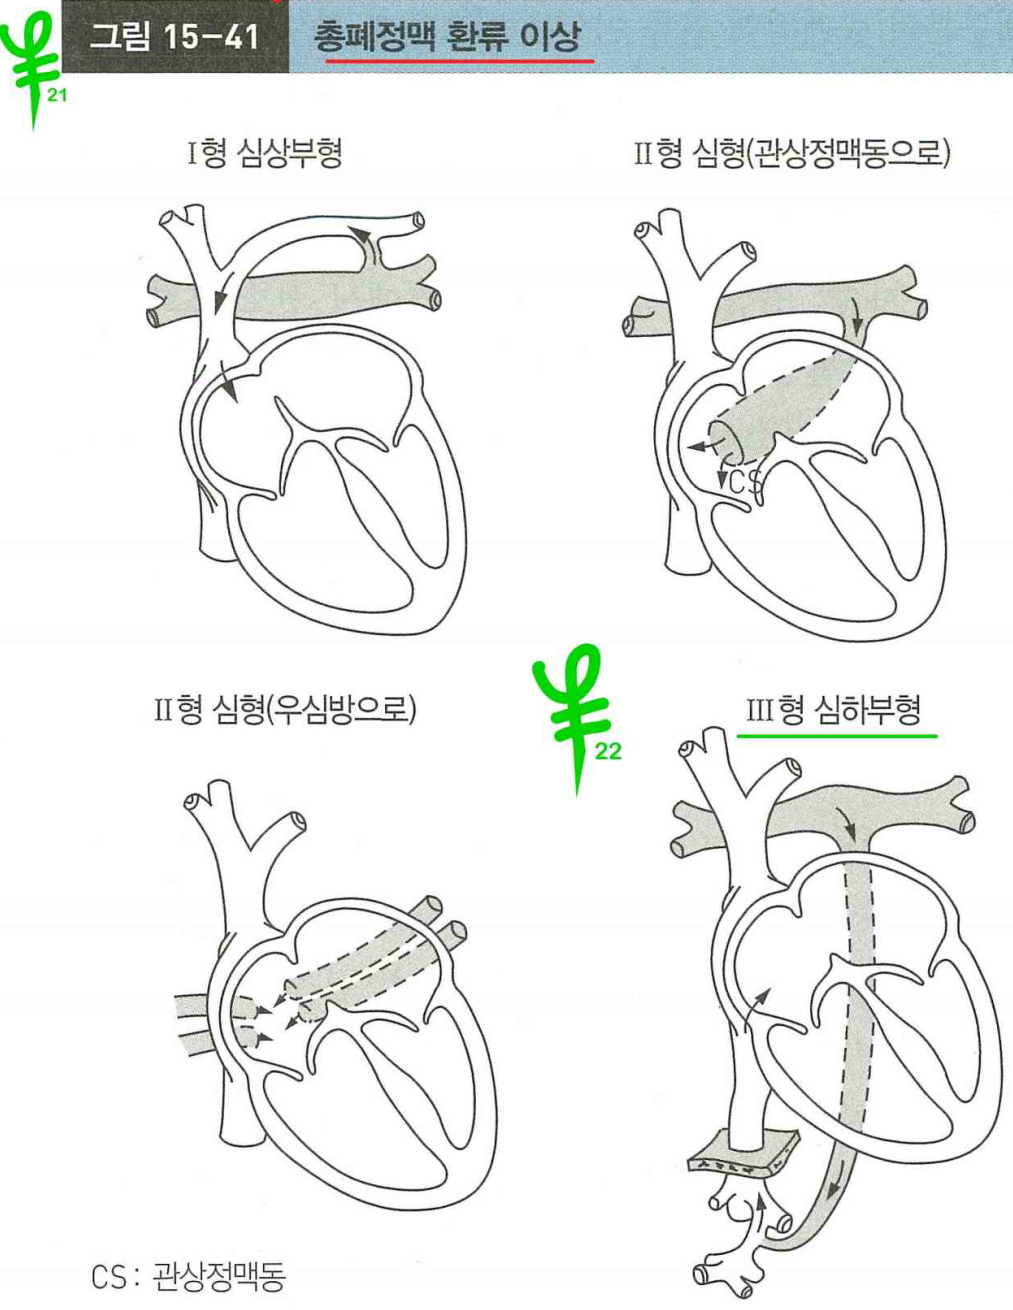 그림 15-41 총폐정맥 환류 이상
21
I형 심상부형
II형 심형(관상정맥동으로)
CS
II형 심형(우심방으로)
22
III형 심하부형
CS: 관상정맥동